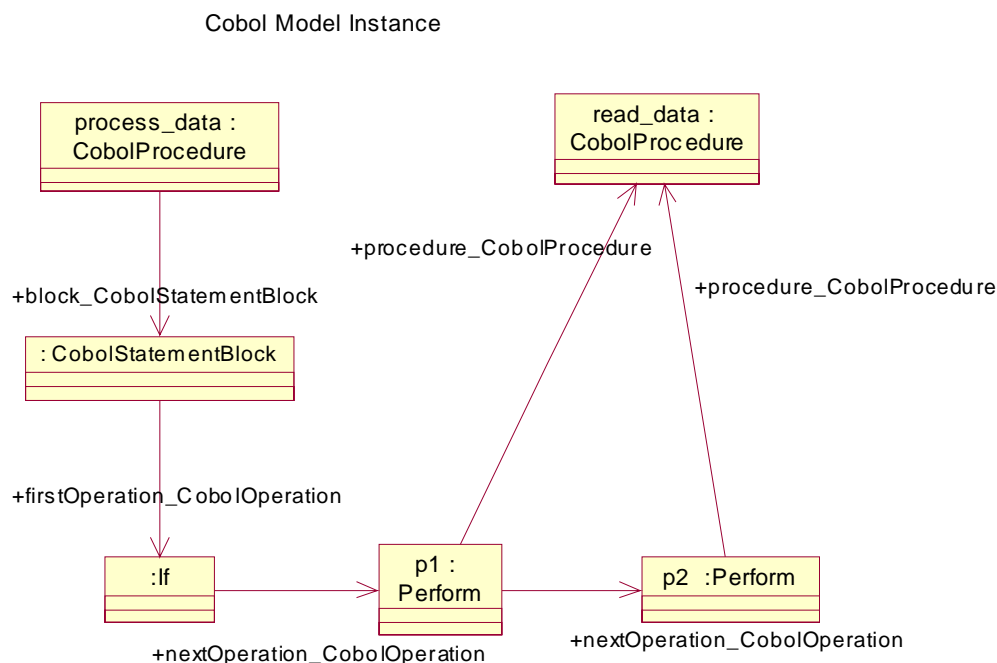 Cobol Model Instance
process_data :
CobolProcedure
read_data :
CobolProcedure
+procedure_CobolProcedure
+procedure_CobolProcedure
+block_CobolStatementBlock
: CobolStatementBlock
+firstOperation_CobolOperation
:If
p1 :
Perform
p2 :Perform
+nextOperation_CobolOperation
+nextOperation_CobolOperation